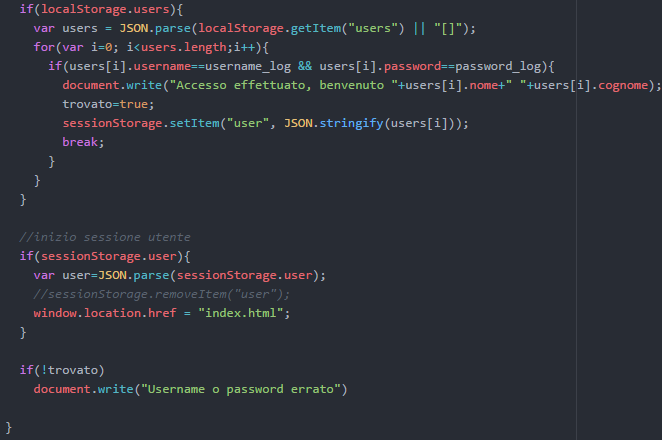 if(localStorage.users){
var users = JSON.parse(localStorage.getItem("users") || "[]");
for(var i=0; i<users.length;i++){
if(users[i].username==username_log && users[i].password==password_log){
document.write("Accesso effettuato, benvenuto "+users[i].nome+" "+users[i].cognome);
trovato=true;
sessionStorage.setItem("user", JSON.stringify(users[i]));
break;
}
}
}
//inizio sessione utente
if(sessionStorage.user){
var user=JSON.parse(sessionStorage.user);
//sessionStorage.removeItem("user");
window.location.href = "index.html";
}
if(!trovato)
document.write("Username o password errato")
}